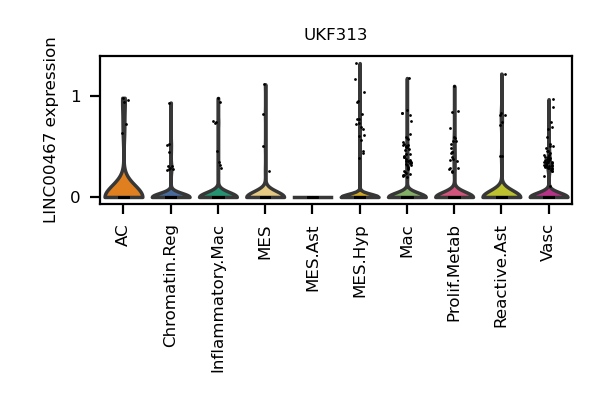 UKF313
LINC00467 expression
1
0
AC
Chromatin.Reg
Inflammatory.Mac
MES
MES.Ast
MES.Hyp
Mac
Prolif.Metab
Reactive.Ast
Vasc